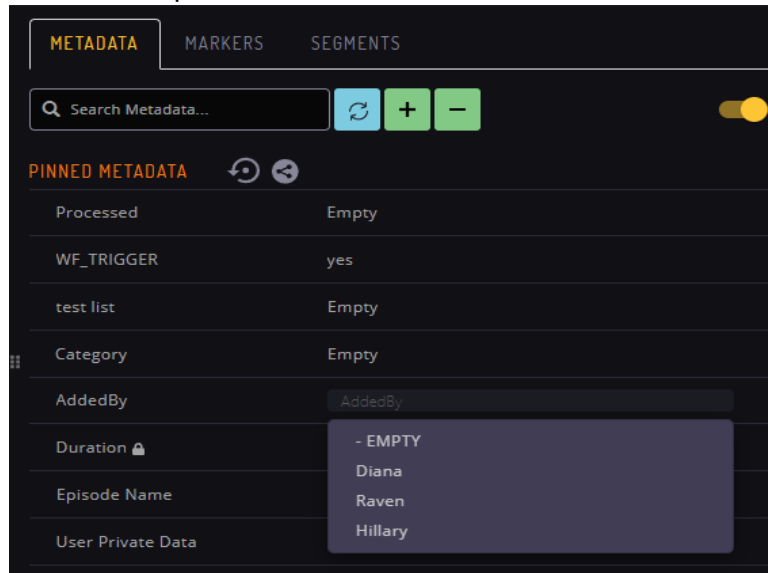 METADATA MARKERS SEGMENTS
Search Metadata...
PINNED METADATA
Processed Empty
WF_TRIGGER yes
test list Empty
Category Empty
AddedBy AddedBy
Duration - EMPTY
Diana
Episode Name Raven
User Private Data Hillary